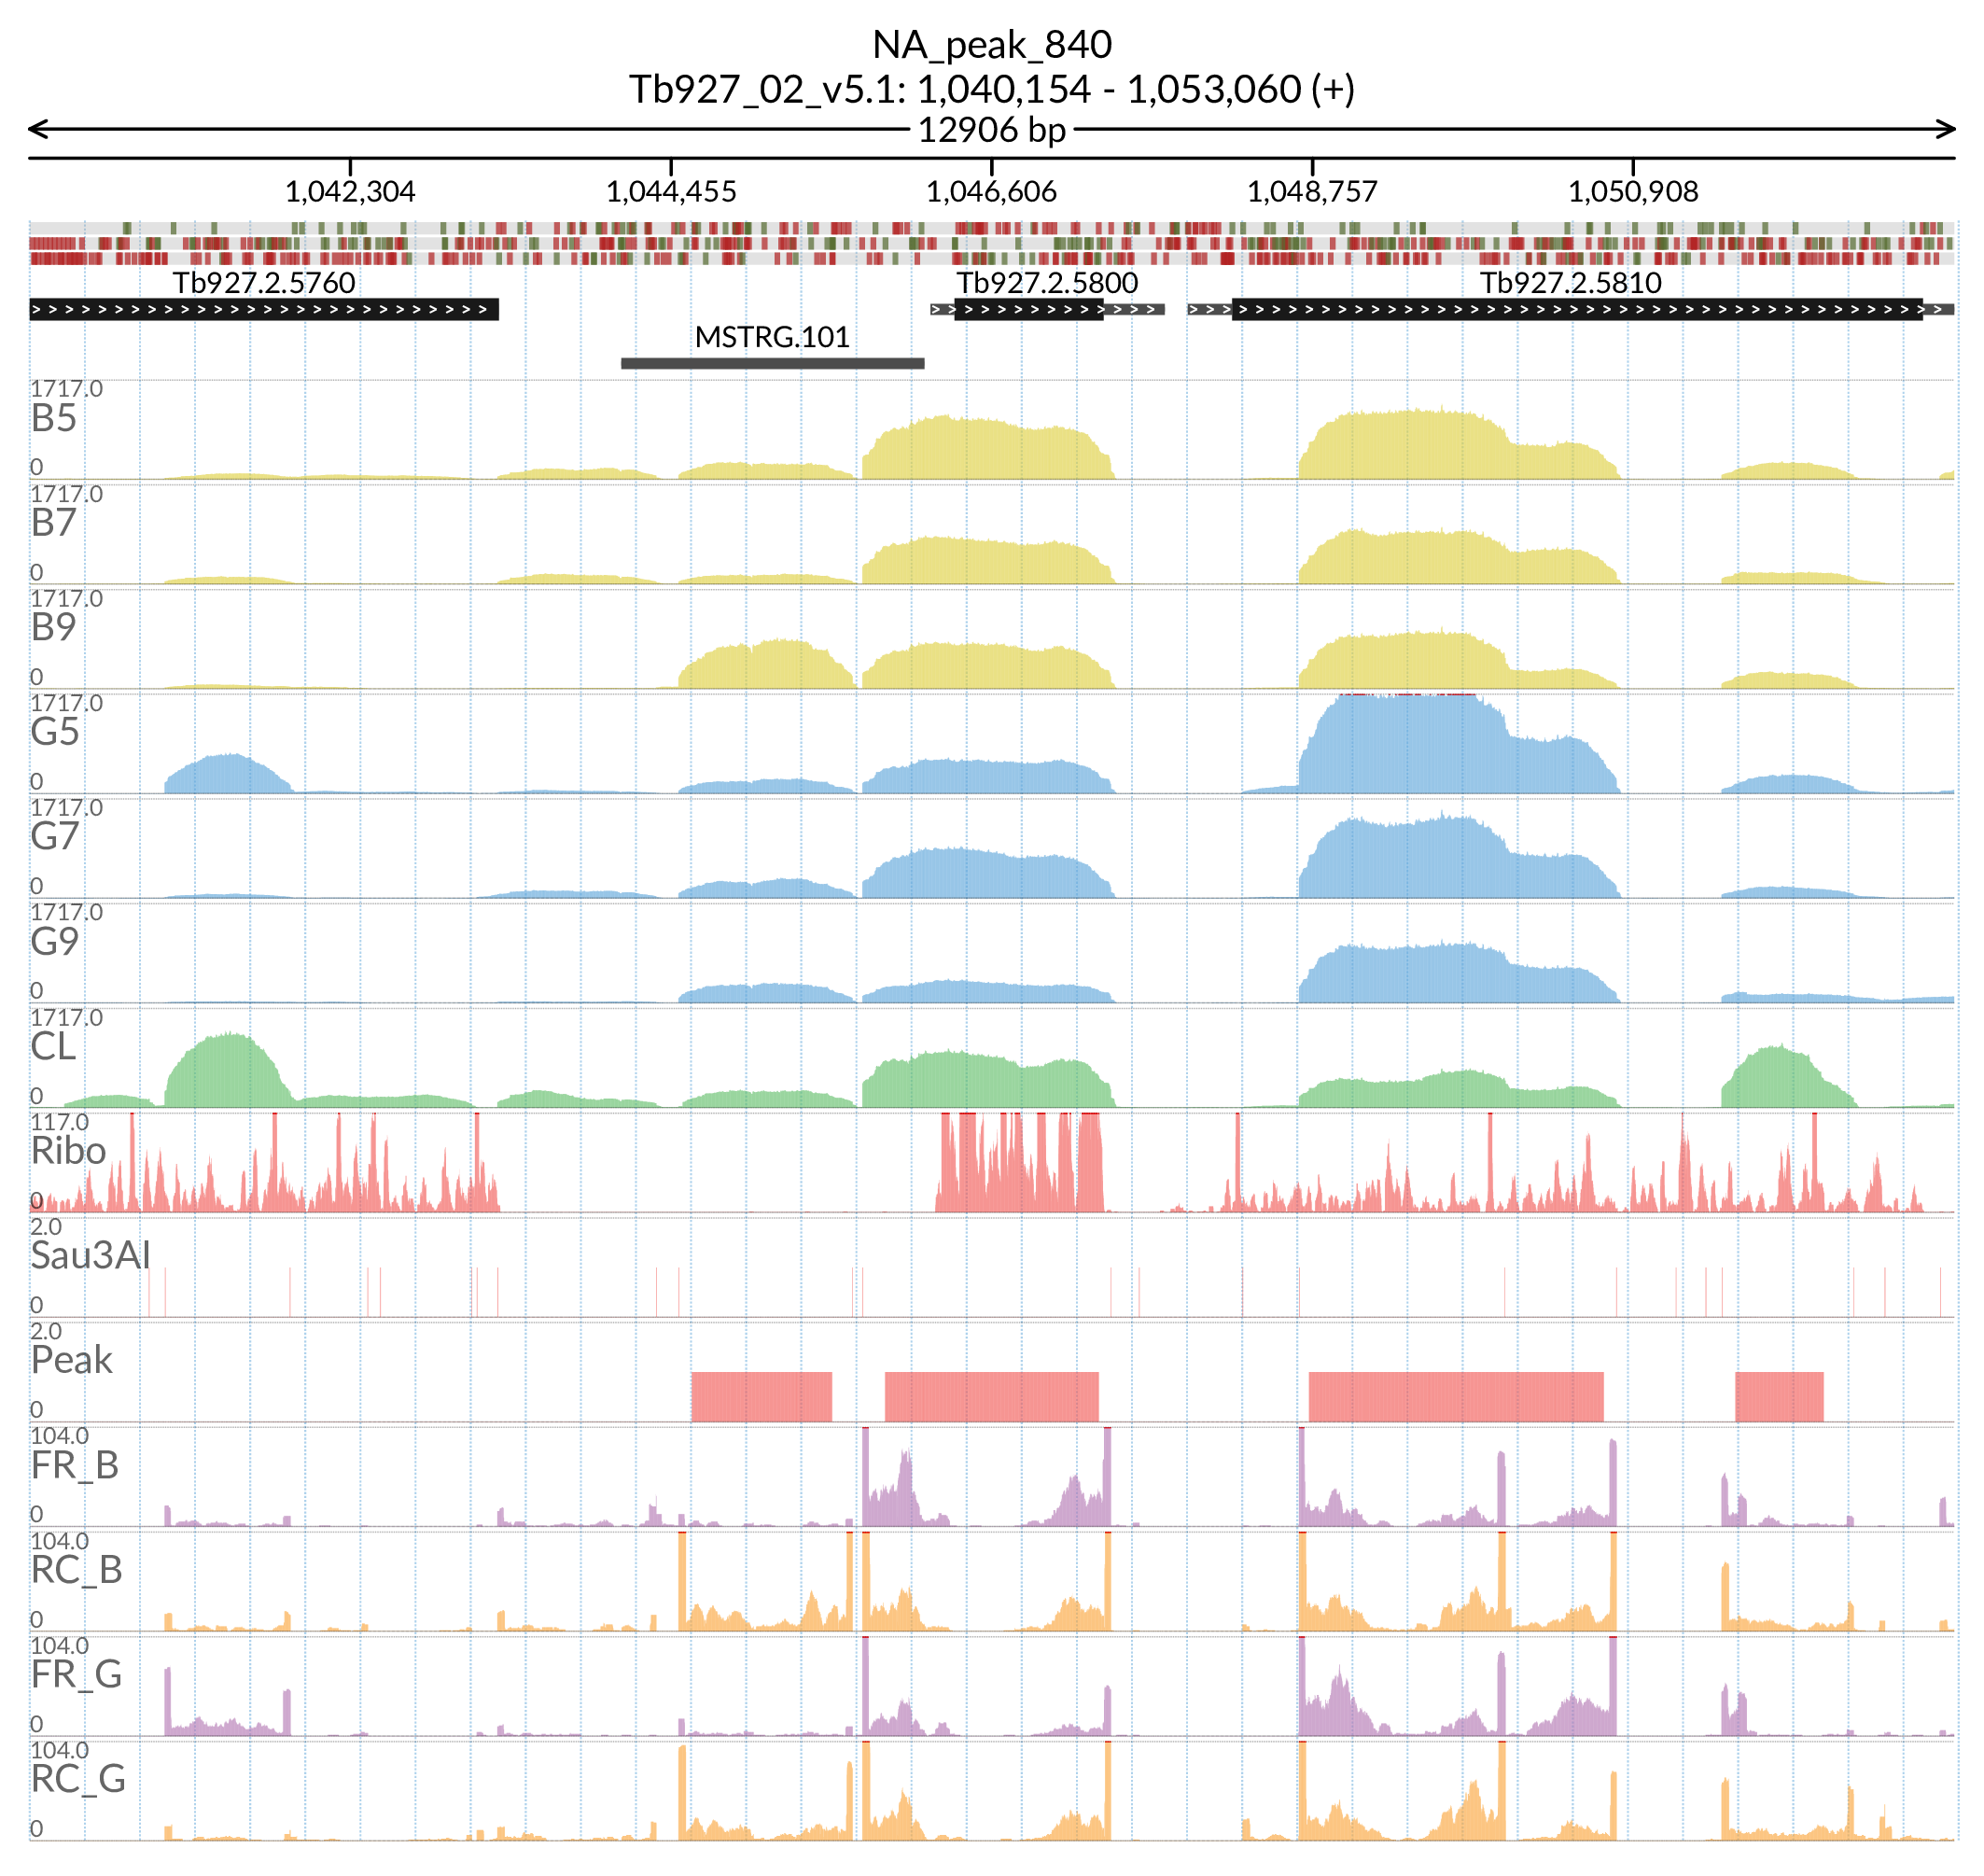 NA_peak_840
Tb927_02_v5.1: 1,040,154 - 1,053,060 (+)
12906 bp
1,042,304 1,044,455 1,046,606 1,048,757 1,050,908
Tb927.2.5760 Tb927.2.5800 Tb927.2.5810
MSTRG.101
1717.0
B5
0
1717.0
B7
0
1717.0
B9
0
1717.0
G5
0
1717.0
G7
0
1717.0
G9
0
1717.0
CL
0
117.0
Ribo
0
2.0
Sau3AI
0
2.0
Peak
0
104.0
FR_B
0
104.0
RC_B
0
104.0
FR_G
0
104.0
RC_G
0